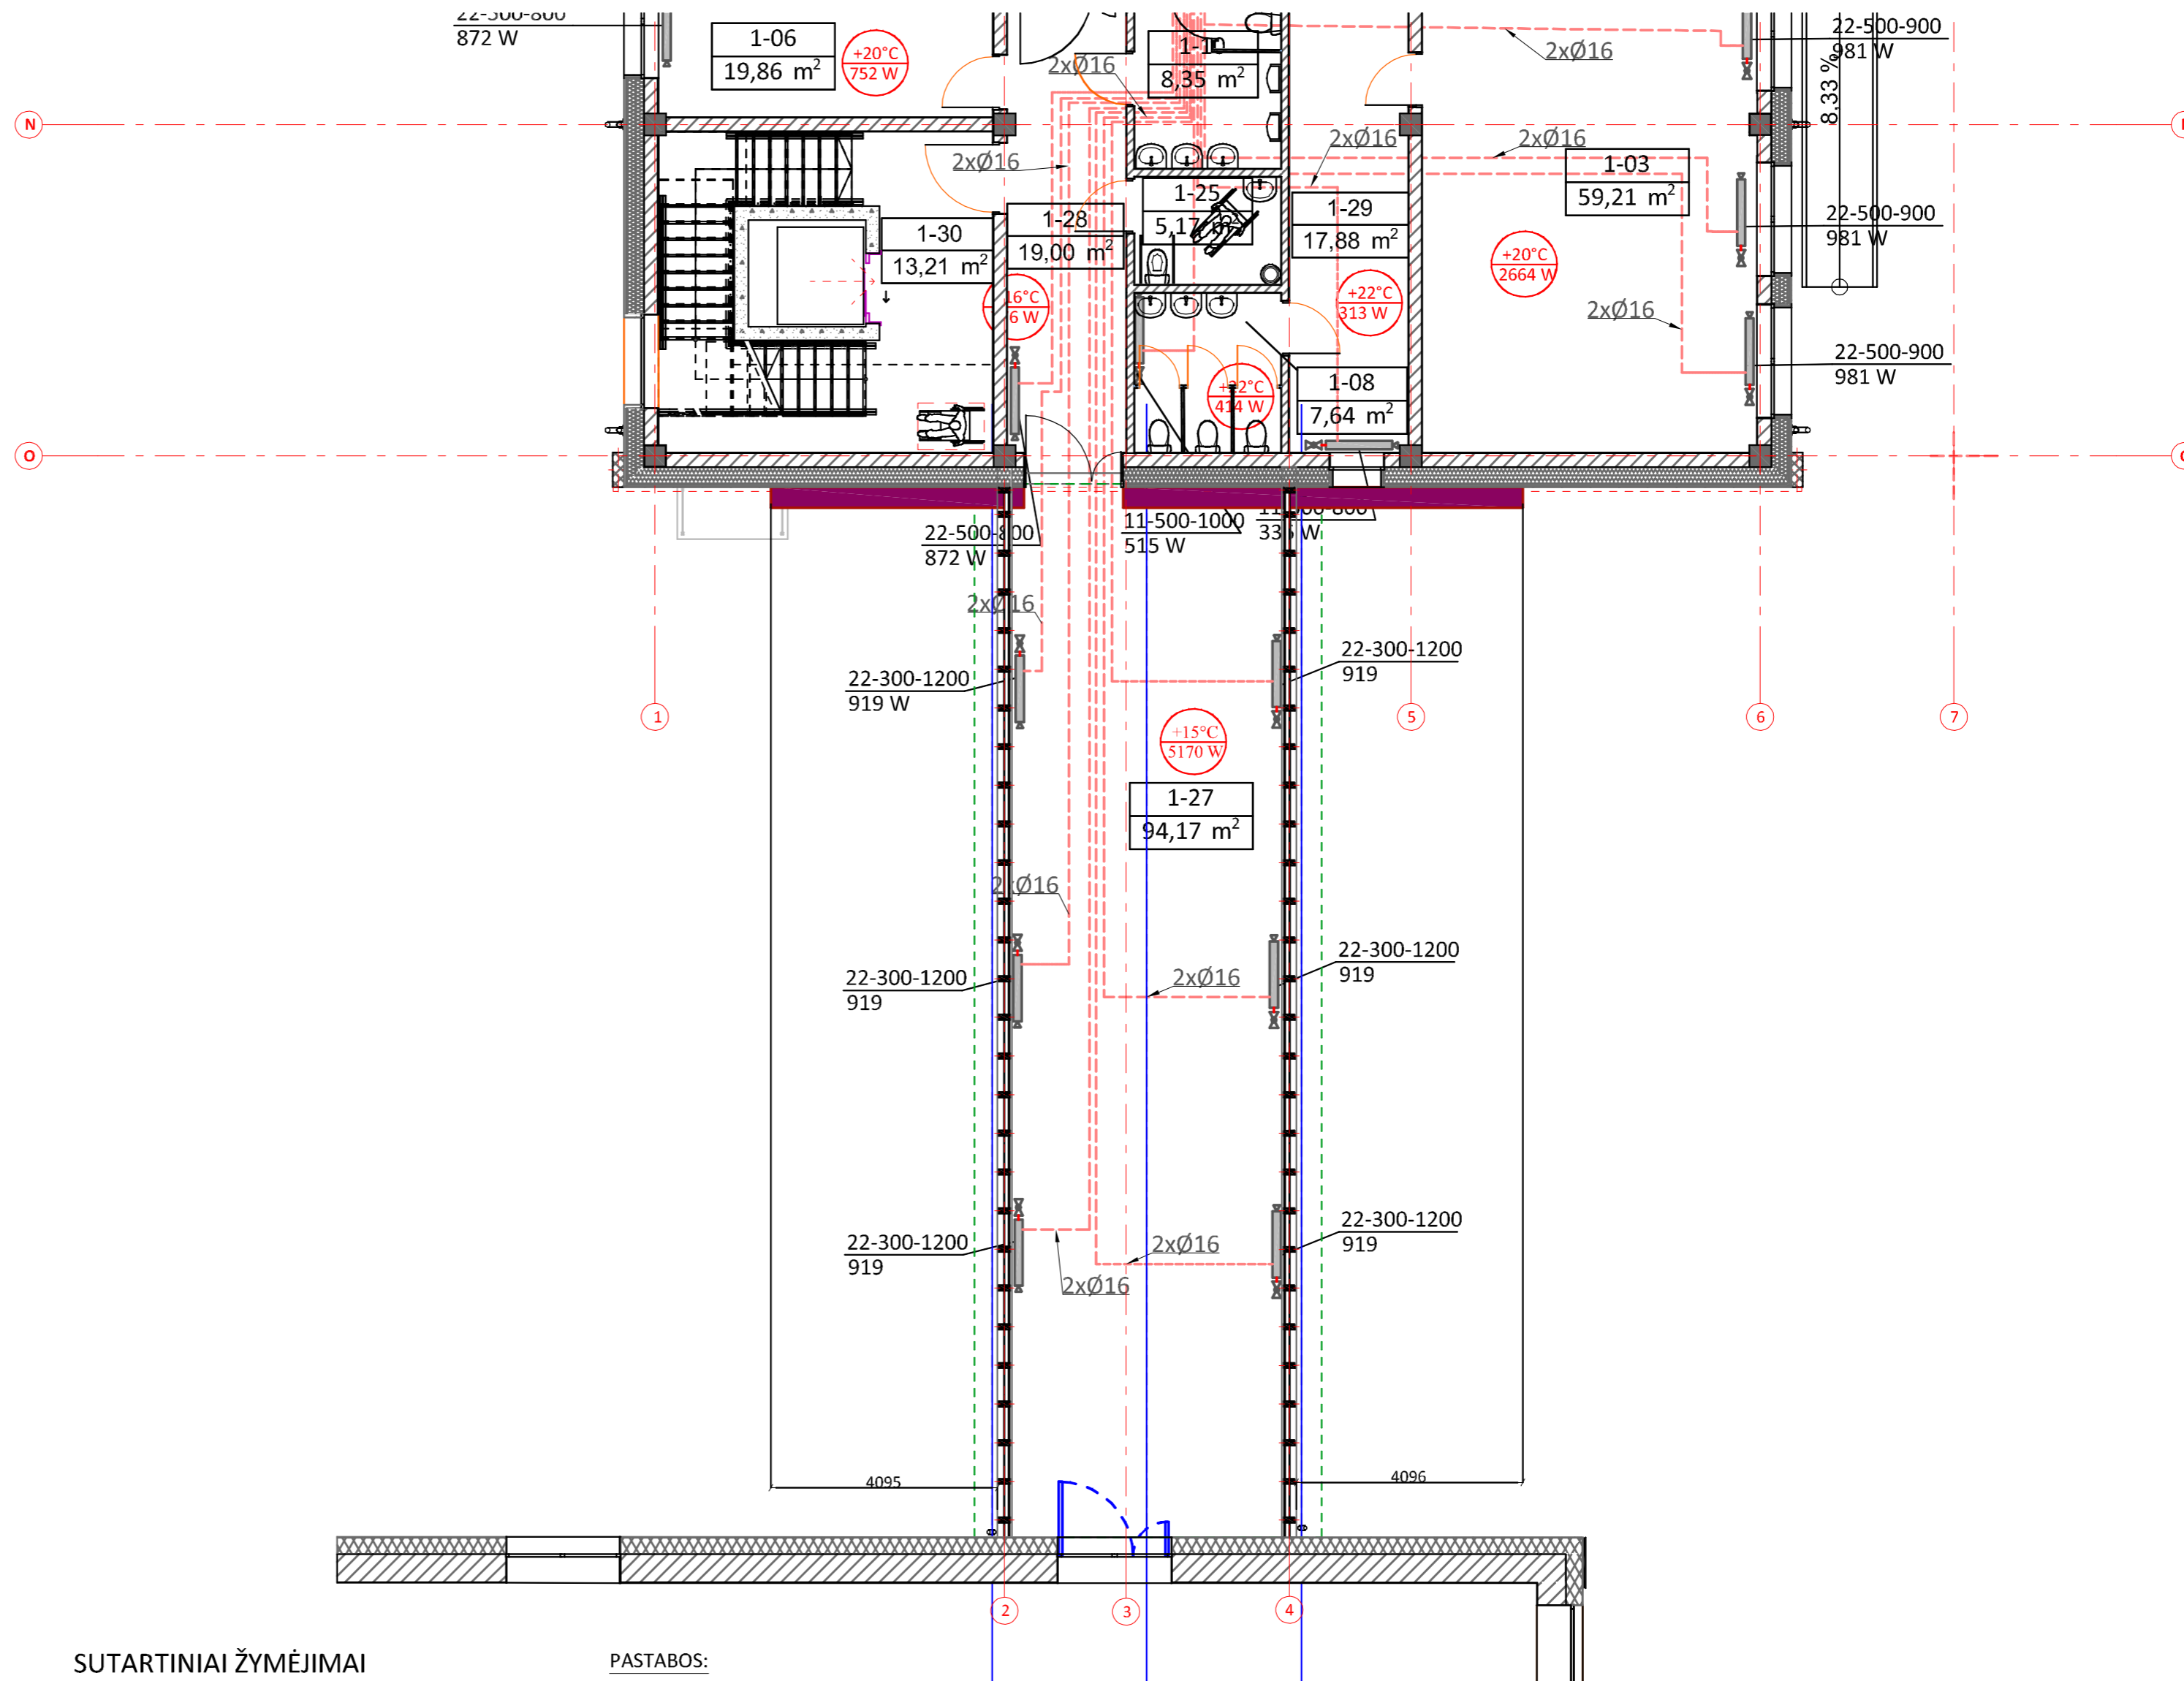 872 W
1-06
19,86 m²
+20°C
752 W
2xØ16
8,35 m²
2xØ16
22-500-900
981 W
8.33 %
N
2xØ16
2xØ16
2xØ16
1-03
59,21 m²
1-25
5,17 m²
1-28
19,00 m²
1-29
17,88 m²
1-30
13,21 m²
22-500-900
981 W
+20°C
2664 W
+22°C
313 W
16°C
6 W
2xØ16
22-500-900
981 W
1-08
7,64 m²
414 W
O
22-500-800
872 W
11-500-1000
515 W
2xØ16
22-300-1200
919 W
22-300-1200
919
1
5
6
7
+15°C
5170 W
1-27
94,17 m²
2xØ16
22-300-1200
919
2xØ16
22-300-1200
919
22-300-1200
919
2xØ16
2xØ16
22-300-1200
919
4095
4096
2
3
4
SUTARTINIAI ŽYMĖJIMAI
PASTABOS: